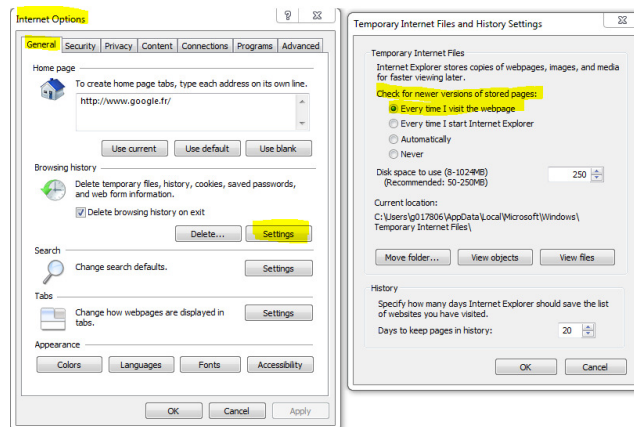 Internet Options
General Security Privacy Content Connections Programs Advanced
Home page
To create home page tabs, type each address on its own line.
http://www.google.fr/
Use current Use default Use blank
Browsing history
Delete temporary files, history, cookies, saved passwords,
and web form information.
Delete browsing history on exit
Delete... Settings
Search
Change search defaults.
Settings
Tabs
Change how webpages are displayed in
tabs.
Settings
Appearance
Colors Languages Fonts Accessibility
OK Cancel Apply
Temporary Internet Files and History Settings
Temporary Internet Files
Internet Explorer stores copies of webpages, images, and media
for faster viewing later.
Check for newer versions of stored pages:
Every time I visit the webpage
Every time I start Internet Explorer
Automatically
Never
Disk space to use (8-1024MB)
(Recommended: 50-250MB)
250
Current location:
C:\Users\g017806\AppData\Local\Microsoft\Windows\
Temporary Internet Files\
Move folder... View objects View files
History
Specify how many days Internet Explorer should save the list
of websites you have visited.
Days to keep pages in history: 20
OK Cancel